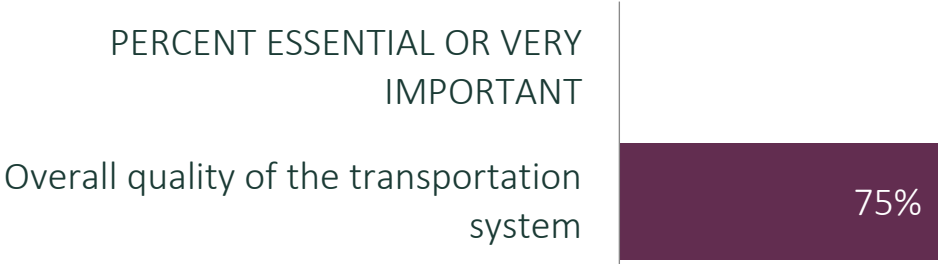 PERCENT ESSENTIAL OR VERY
IMPORTANT
Overall quality of the transportation
system
75%